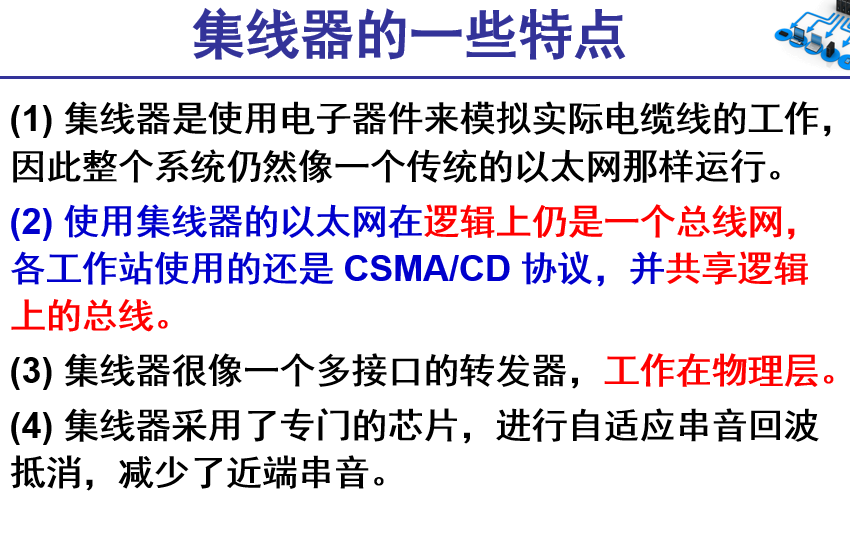 集线器的一些特点
(1) 集线器是使用电子器件来模拟实际电缆线的工作，
因此整个系统仍然像一个传统的以太网那样运行。
(2) 使用集线器的以太网在逻辑上仍是一个总线网，
各工作站使用的还是 CSMA/CD 协议，并共享逻辑
上的总线。
(3) 集线器很像一个多接口的转发器，工作在物理层。
(4) 集线器采用了专门的芯片，进行自适应串音回波
抵消，减少了近端串音。